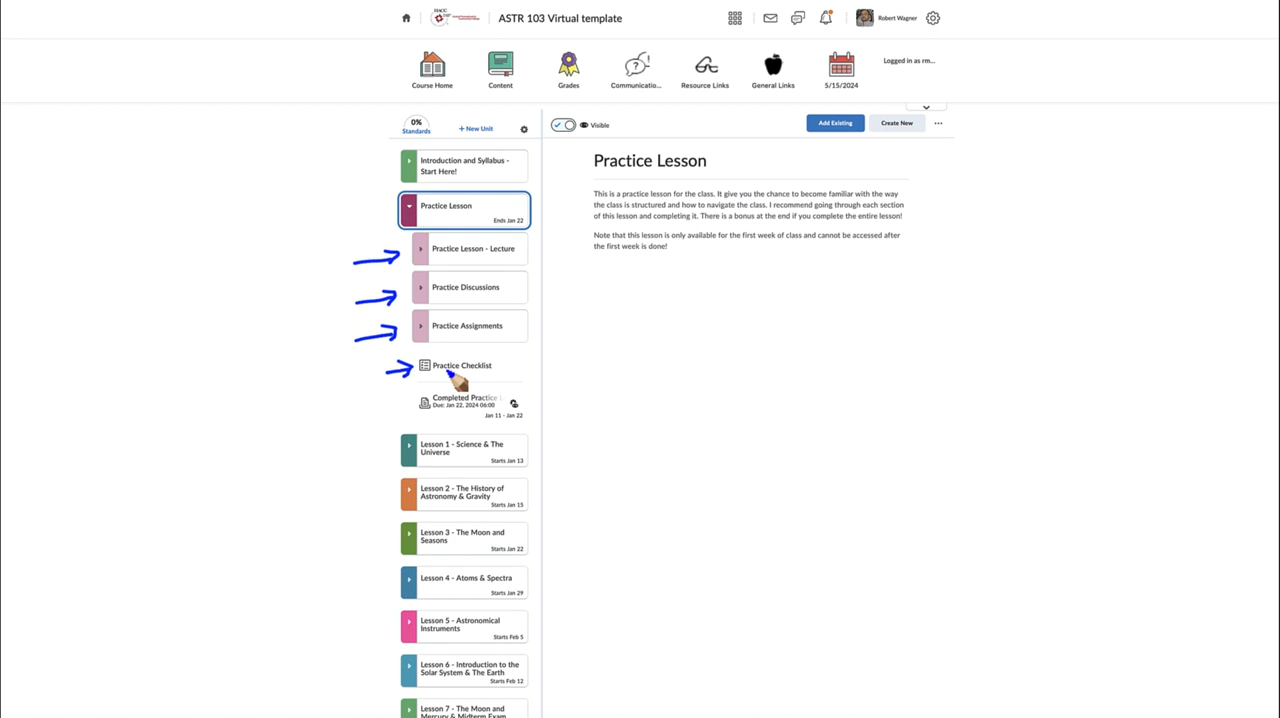 HACC
ASTR 103 Virtual template
Robert Wagner
Course Home
Content
Grades
Communicatio...
Resource Links
General Links
5/15/2024
Logged in as rm...
0%
Standards
+ New Unit
Visible
Add Existing
Create New
Introduction and Syllabus -
Start Here!
Practice Lesson
Ends Jan 22
Practice Lesson - Lecture
Practice Discussions
Practice Assignments
Practice Checklist
Completed Practice
Due: Jan 22, 2024 06:00
Jan 11 - Jan 22
Lesson 1 - Science & The
Universe
Starts Jan 13
Lesson 2 - The History of
Astronomy & Gravity
Starts Jan 15
Lesson 3 - The Moon and
Seasons
Starts Jan 22
Lesson 4 - Atoms & Spectra
Starts Jan 29
Lesson 5 - Astronomical
Instruments
Starts Feb 5
Lesson 6 - Introduction to the
Solar System & The Earth
Starts Feb 12
Lesson 7 - The Moon and
Mercury & Midterm Exam
Practice Lesson
This is a practice lesson for the class. It give you the chance to become familiar with the way
the class is structured and how to navigate the class. I recommend going through each section
of this lesson and completing it. There is a bonus at the end if you complete the entire lesson!
Note that this lesson is only available for the first week of class and cannot be accessed after
the first week is done!